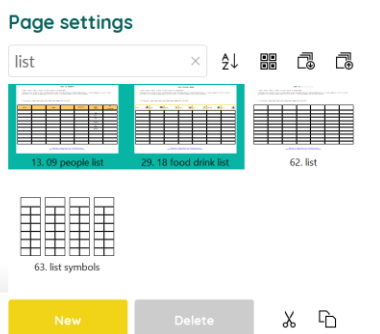 Page settings
list
13. 09 people list
29. 18 food drink list
62. list
63. list symbols
New
Delete